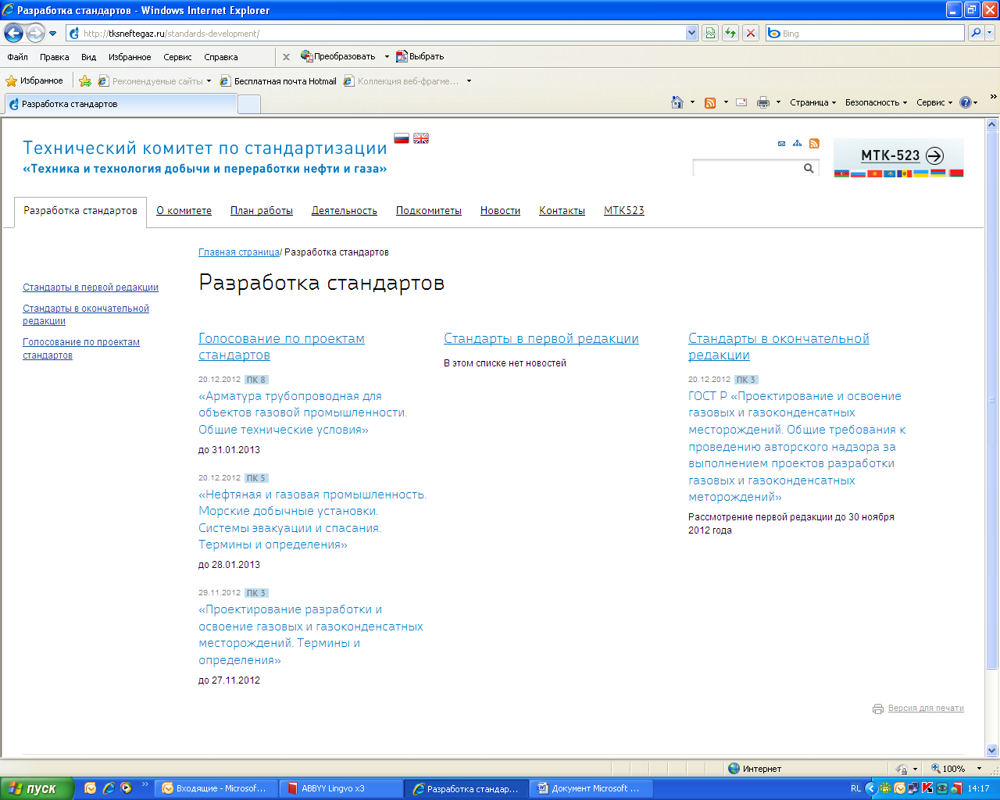 Разработка стандартов - Windows Internet Explorer
http://tksneftegaz.ru/standards-development/
Bing
Файл Правка Вид Избранное Сервис Справка
Преобразовать Выбрать
Избранное Рекомендуемые сайты Бесплатная почта Hotmail Коллекция веб-фрагме...
Разработка стандартов
Страница Безопасность Сервис
Технический комитет по стандартизации
«Техника и технология добычи и переработки нефти и газа»
МТК-523
Разработка стандартов О комитете План работы Деятельность Подкомитеты Новости Контакты МТК523
Главная страница/ Разработка стандартов
Разработка стандартов
Стандарты в первой редакции
Стандарты в окончательной
редакции
Голосование по проектам
стандартов
Голосование по проектам
стандартов
20.12.2012 ПК 8
«Арматура трубопроводная для
объектов газовой промышленности.
Общие технические условия»
до 31.01.2013
20.12.2012 ПК 5
«Нефтяная и газовая промышленность.
Морские добычные установки.
Системы эвакуации и спасания.
Термины и определения»
до 28.01.2013
29.11.2012 ПК 3
«Проектирование разработки и
освоение газовых и газоконденсатных
месторождений. Термины и
определения»
до 27.11.2012
Стандарты в первой редакции
В этом списке нет новостей
Стандарты в окончательной
редакции
20.12.2012 ПК 3
ГОСТ Р «Проектирование и освоение
газовых и газоконденсатных
месторождений. Общие требования к
проведению авторского надзора за
выполнением проектов разработки
газовых и газоконденсатных
меторождений»
Рассмотрение первой редакции до 30 ноября
2012 года
Версия для печати
Интернет 100%
пуск Входящие - Microsof... ABBYY Lingvo x3 Разработка стандар... Документ Microsoft ... RL 14:17